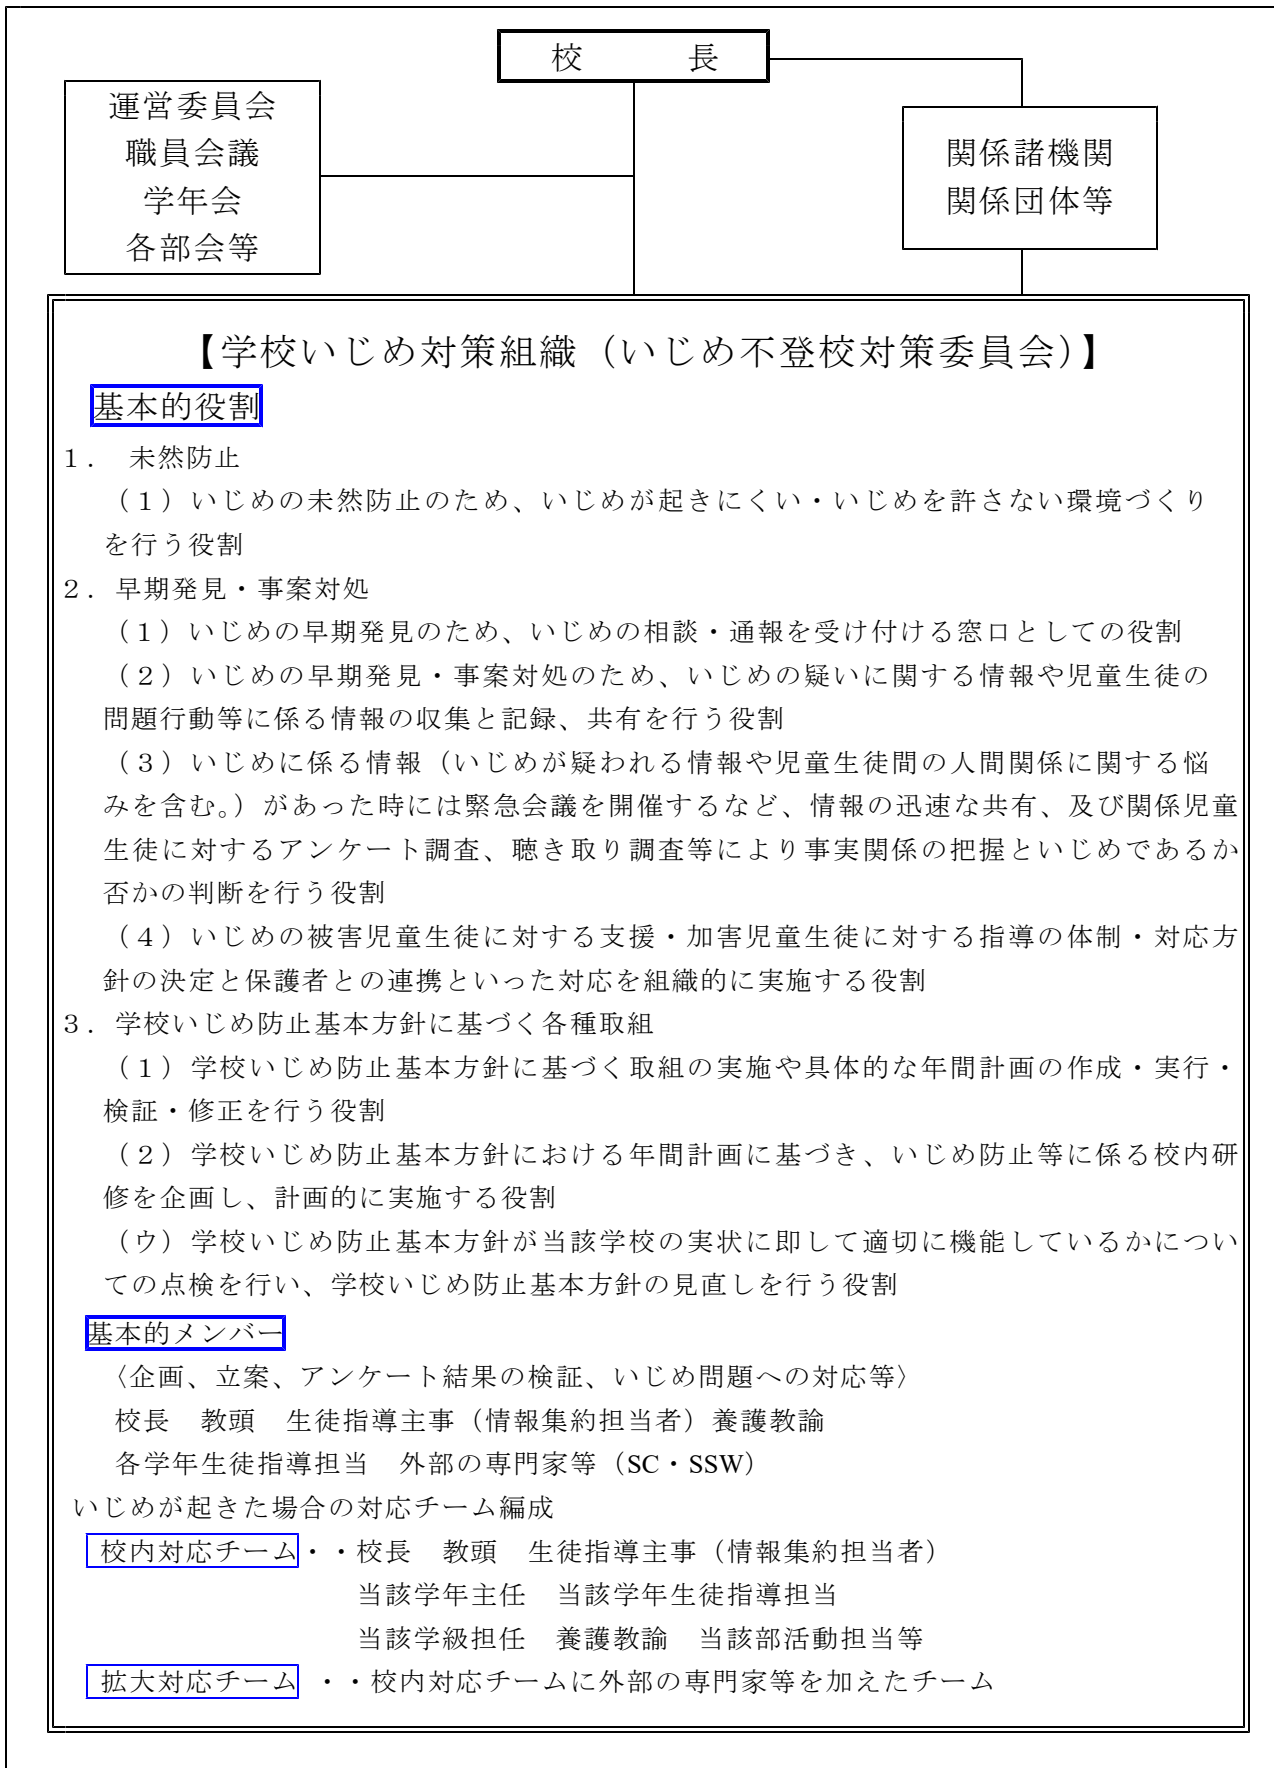 校　　　長
運営委員会
職員会議
学年会
各部会等
関係諸機関
関係団体等
【学校いじめ対策組織（いじめ不登校対策委員会）】
基本的役割
１．　未然防止
（１）いじめの未然防止のため、いじめが起きにくい・いじめを許さない環境づくり
を行う役割
２．早期発見・事案対処
（１）いじめの早期発見のため、いじめの相談・通報を受け付ける窓口としての役割
（２）いじめの早期発見・事案対処のため、いじめの疑いに関する情報や児童生徒の
問題行動等に係る情報の収集と記録、共有を行う役割
（３）いじめに係る情報（いじめが疑われる情報や児童生徒間の人間関係に関する悩
みを含む。）があった時には緊急会議を開催するなど、情報の迅速な共有、及び関係児童
生徒に対するアンケート調査、聴き取り調査等により事実関係の把握といじめであるか
否かの判断を行う役割
（４）いじめの被害児童生徒に対する支援・加害児童生徒に対する指導の体制・対応方
針の決定と保護者との連携といった対応を組織的に実施する役割
３．学校いじめ防止基本方針に基づく各種取組
（１）学校いじめ防止基本方針に基づく取組の実施や具体的な年間計画の作成・実行・
検証・修正を行う役割
（２）学校いじめ防止基本方針における年間計画に基づき、いじめ防止等に係る校内研
修を企画し、計画的に実施する役割
（ウ）学校いじめ防止基本方針が当該学校の実状に即して適切に機能しているかについ
ての点検を行い、学校いじめ防止基本方針の見直しを行う役割
基本的メンバー
〈企画、立案、アンケート結果の検証、いじめ問題への対応等〉
校長　教頭　生徒指導主事（情報集約担当者）養護教諭
各学年生徒指導担当　外部の専門家等（SC・SSW）
いじめが起きた場合の対応チーム編成
校内対応チーム・・校長　教頭　生徒指導主事（情報集約担当者）
当該学年主任　当該学年生徒指導担当
当該学級担任　養護教諭　当該部活動担当等
拡大対応チーム　・・校内対応チームに外部の専門家等を加えたチーム